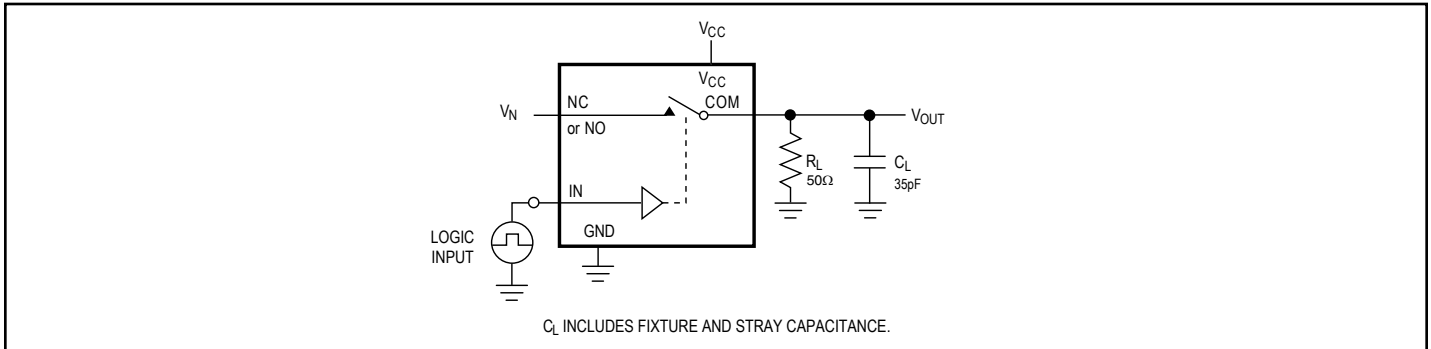 VCC
VCC
VN
NC
COM
VOUT
or NO
RL
50Ω
CL
35pF
IN
LOGIC
INPUT
GND
CL INCLUDES FIXTURE AND STRAY CAPACITANCE.